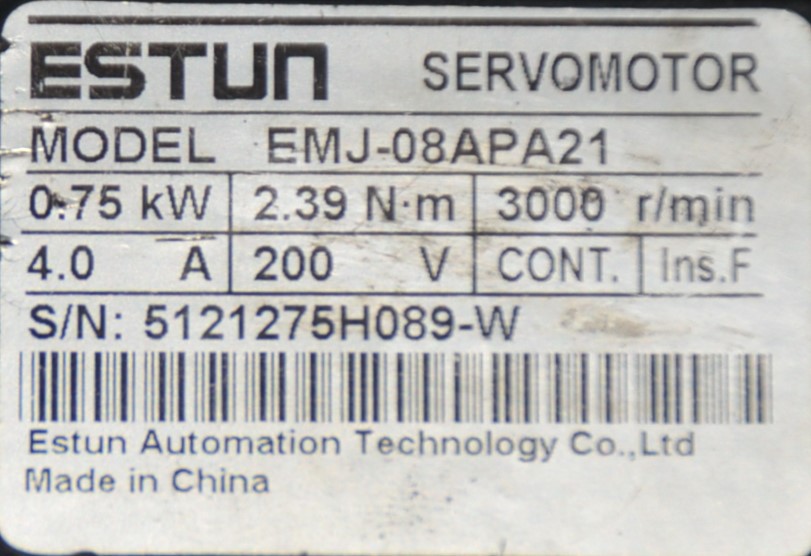 ESTUN SERVOMOTOR
MODEL EMJ-08APA21
0.75 kW 2.39 N·m 3000 r/min
4.0 A 200 V CONT. Ins.F
S/N: 5121275H089-W
Estun Automation Technology Co.,Ltd
Made in China